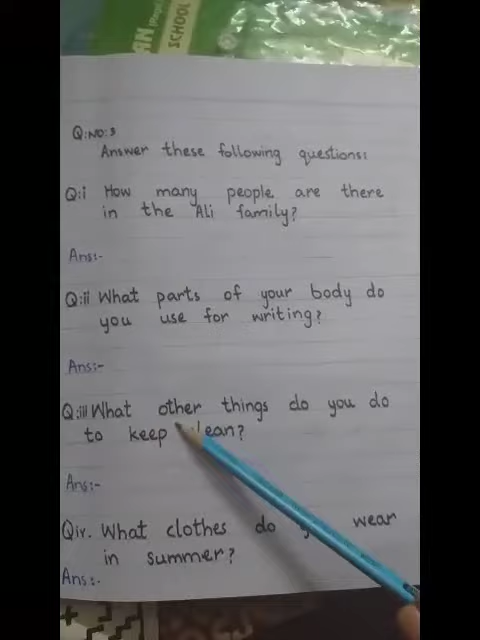 SCHOOL
Q:NO:3
Answer these following questions:
Q:i How many people are there
in the Ali family?
Ans:-
Q:ii What parts of your body do
you use for writing?
Ans:-
Q:iii What other things do you do
to keep lean?
Ans:-
Qiv. What clothes do wear
in summer?
Ans:-